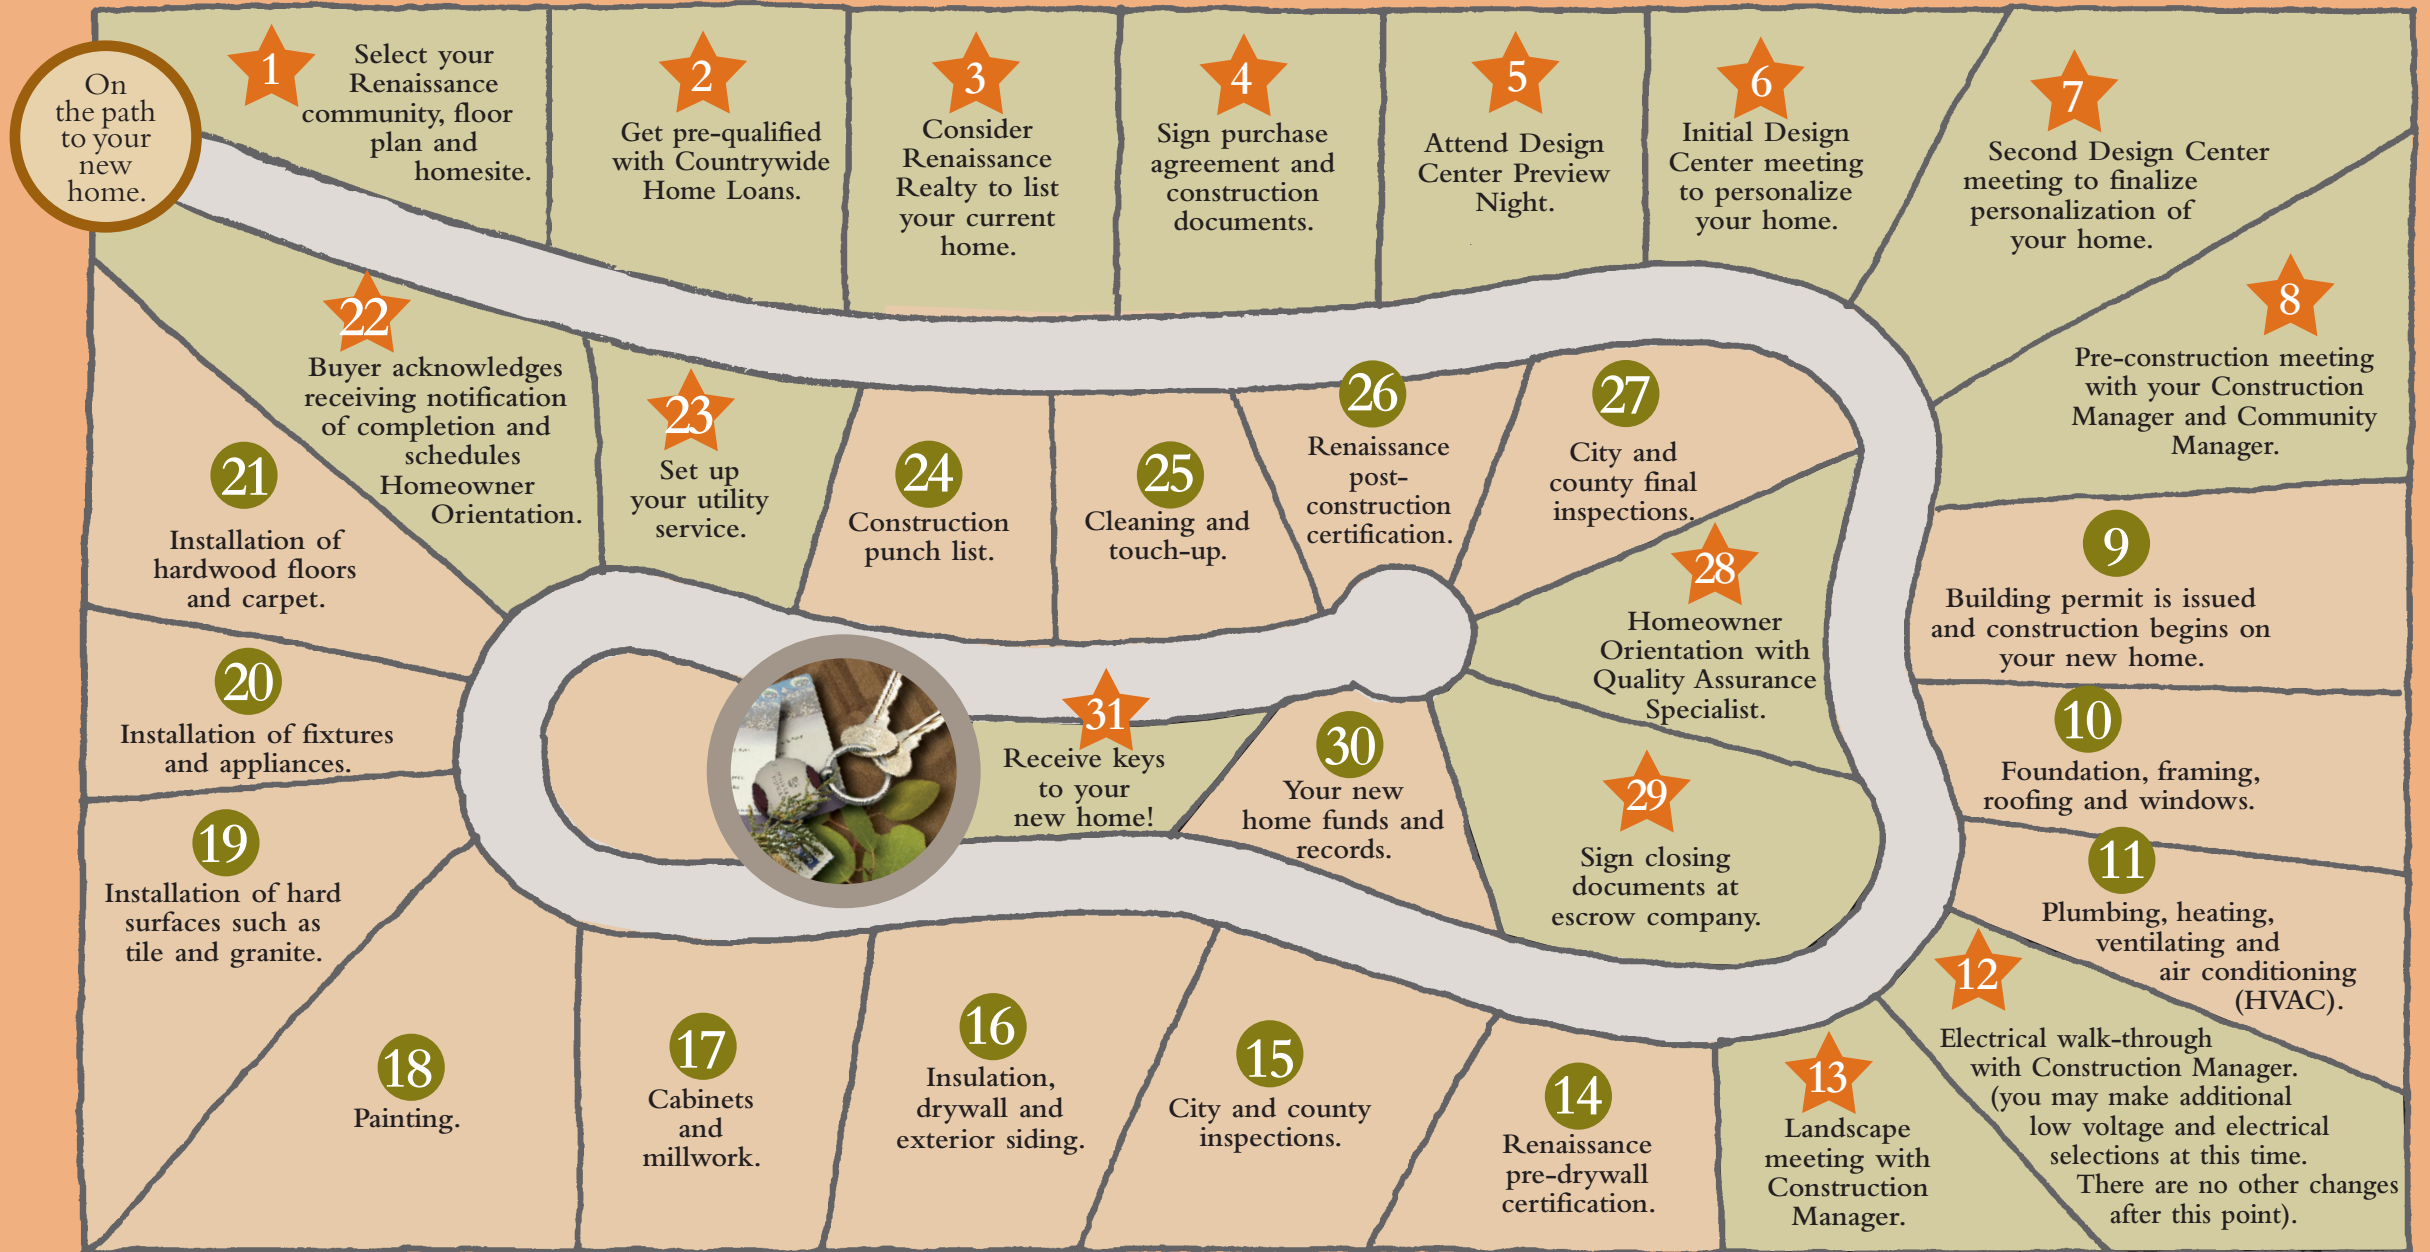 On
the path
to your
new
home.
1
Select your
Renaissance
community, floor
plan and
homesite.
2
Get pre-qualified
with Countrywide
Home Loans.
3
Consider
Renaissance
Realty to list
your current
home.
4
Sign purchase
agreement and
construction
documents.
5
Attend Design
Center Preview
Night.
6
Initial Design
Center meeting
to personalize
your home.
7
Second Design Center
meeting to finalize
personalization of
your home.
8
Pre-construction meeting
with your Construction
Manager and Community
Manager.
9
Building permit is issued
and construction begins on
your new home.
10
Foundation, framing,
roofing and windows.
11
Plumbing, heating,
ventilating and
air conditioning
(HVAC).
12
Electrical walk-through
with Construction Manager.
(you may make additional
low voltage and electrical
selections at this time.
There are no other changes
after this point).
13
Landscape
meeting with
Construction
Manager.
14
Renaissance
pre-drywall
certification.
15
City and county
inspections.
16
Insulation,
drywall and
exterior siding.
17
Cabinets
and
millwork.
18
Painting.
19
Installation of hard
surfaces such as
tile and granite.
20
Installation of fixtures
and appliances.
21
Installation of
hardwood floors
and carpet.
22
Buyer acknowledges
receiving notification
of completion and
schedules
Homeowner
Orientation.
23
Set up
your utility
service.
24
Construction
punch list.
25
Cleaning and
touch-up.
26
Renaissance
post-
construction
certification.
27
City and
county final
inspections.
28
Homeowner
Orientation with
Quality Assurance
Specialist.
29
Sign closing
documents at
escrow company.
30
Your new
home funds and
records.
31
Receive keys
to your
new home!